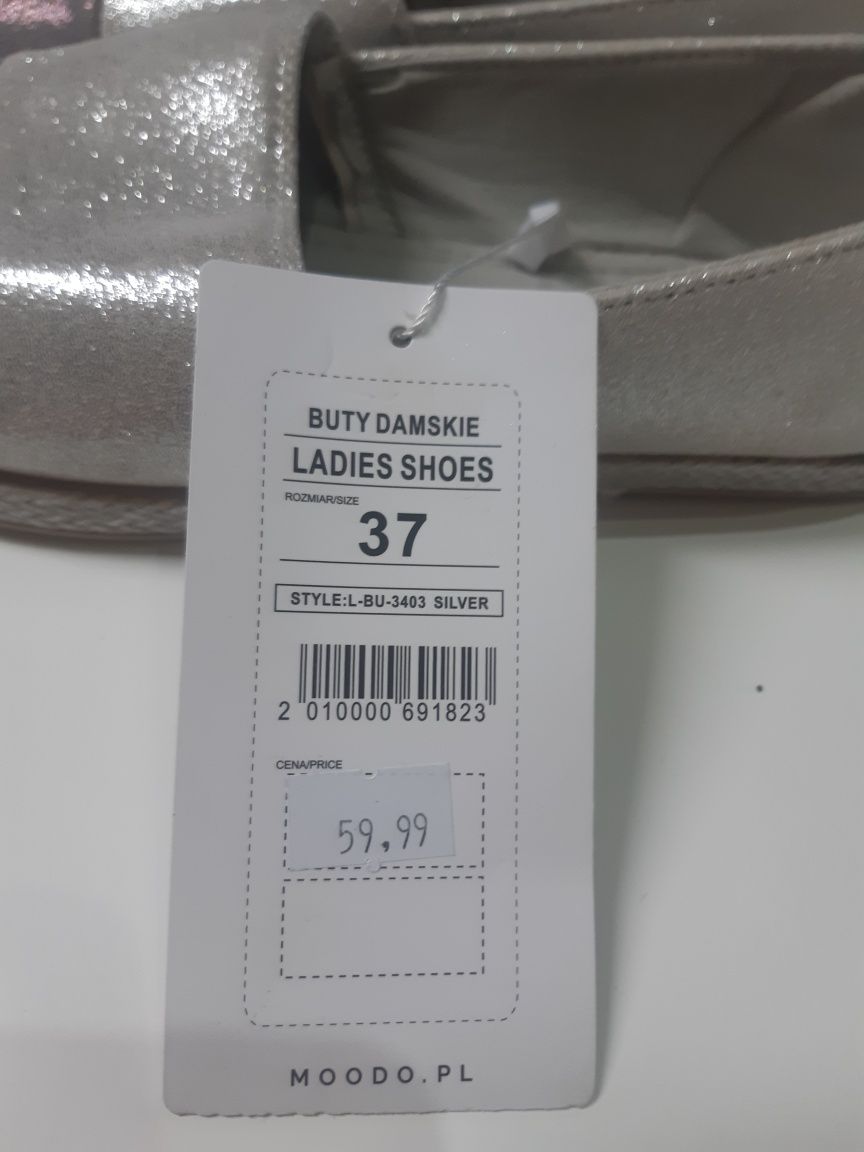 BUTY DAMSKIE
LADIES SHOES
ROZMIAR/SIZE
37
STYLE:L-BU-3403 SILVER
2 010000 691823
CENA/PRICE
59,99
MOODO.PL